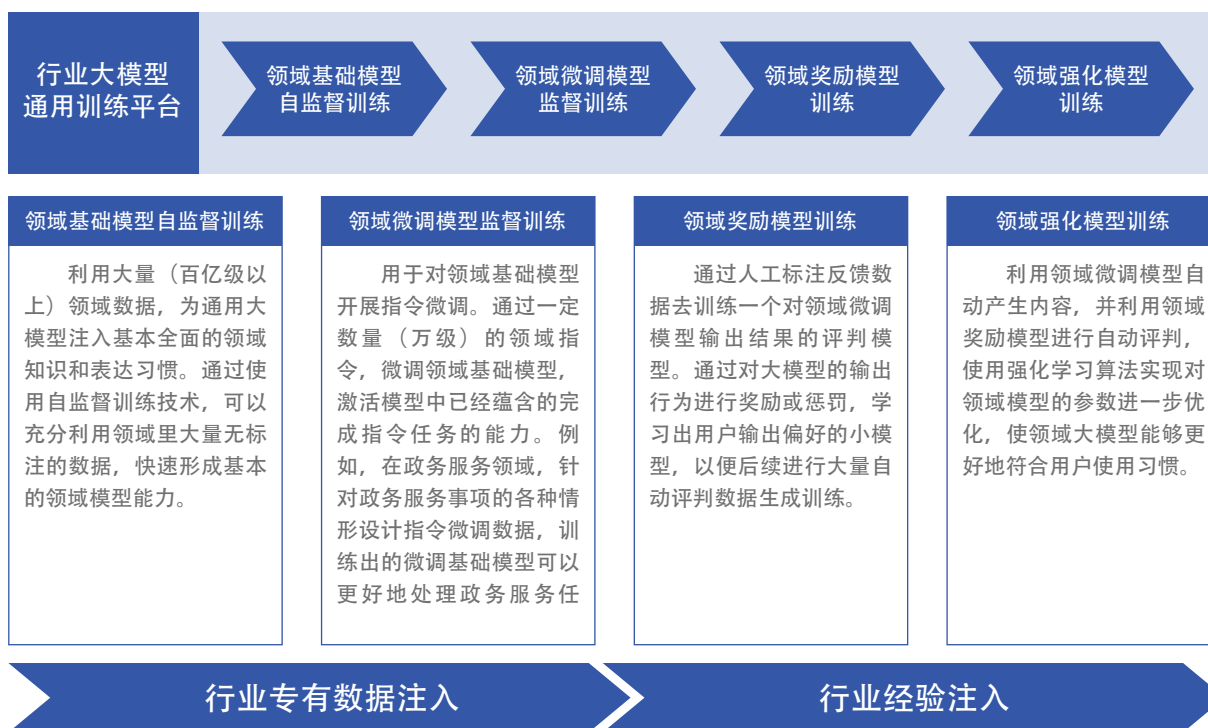 行业大模型
通用训练平台
领域基础模型
自监督训练
领域微调模型
监督训练
领域奖励模型
训练
领域强化模型
训练
领域基础模型自监督训练
利用大量（百亿级以
上）领域数据，为通用大
模型注入基本全面的领域
知识和表达习惯。通过使
用自监督训练技术，可以
充分利用领域里大量无标
注的数据，快速形成基本
的领域模型能力。
领域微调模型监督训练
用于对领域基础模型
开展指令微调。通过一定
数量（万级）的领域指
令，微调领域基础模型，
激活模型中已经蕴含的完
成指令任务的能力。例
如，在政务服务领域，针
对政务服务事项的各种情
形设计指令微调数据，训
练出的微调基础模型可以
更好地处理政务服务任
领域奖励模型训练
通过人工标注反馈数
据去训练一个对领域微调
模型输出结果的评判模
型。通过对大模型的输出
行为进行奖励或惩罚，学
习出用户输出偏好的小模
型，以便后续进行大量自
动评判数据生成训练。
领域强化模型训练
利用领域微调模型自
动产生内容，并利用领域
奖励模型进行自动评判，
使用强化学习算法实现对
领域模型的参数进一步优
化，使领域大模型能够更
好地符合用户使用习惯。
行业专有数据注入
行业经验注入